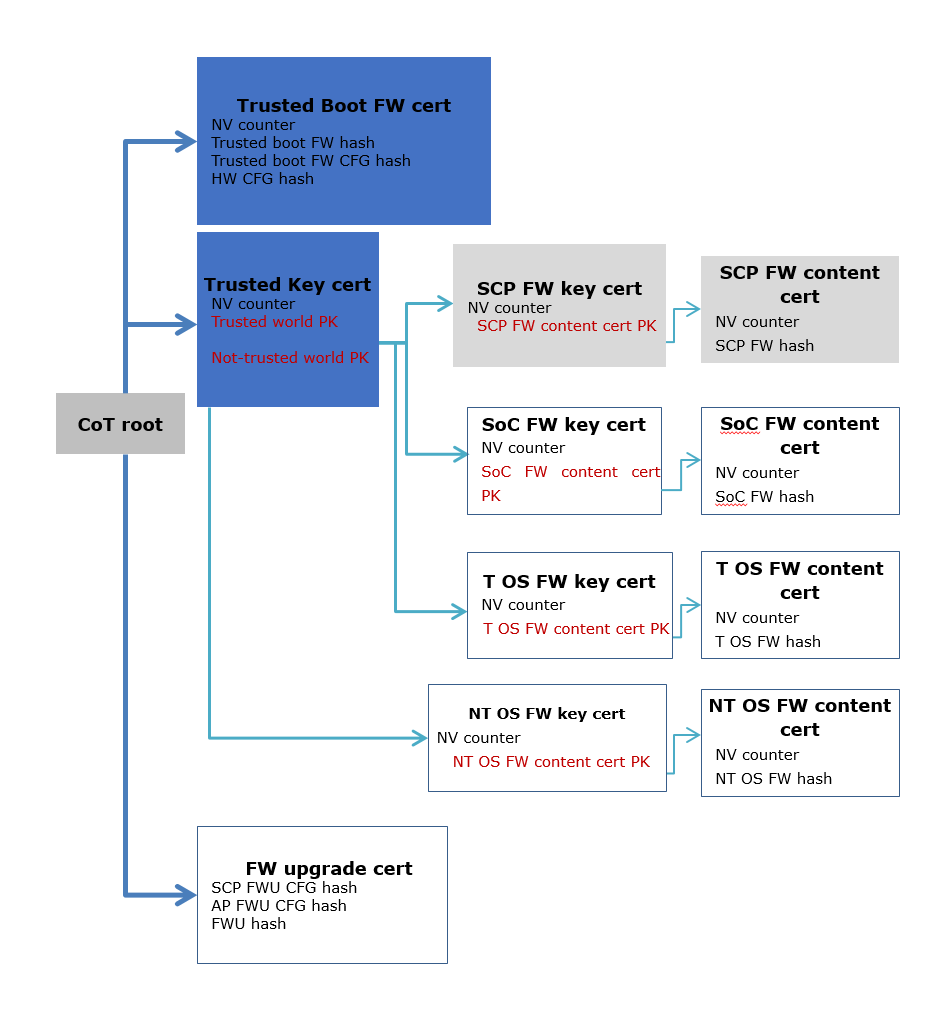 Trusted Boot FW cert
NV counter
Trusted boot FW hash
Trusted boot FW CFG hash
HW CFG hash
Trusted Key cert
NV counter
Trusted world PK
Not-trusted world PK
SCP FW key cert
NV counter
SCP FW content cert PK
SCP FW content
cert
NV counter
SCP FW hash
CoT root
SoC FW key cert
NV counter
SoC FW content cert
PK
SoC FW content
cert
NV counter
SoC FW hash
T OS FW key cert
NV counter
T OS FW content cert PK
T OS FW content
cert
NV counter
T OS FW hash
NT OS FW key cert
NV counter
NT OS FW content cert PK
NT OS FW content
cert
NV counter
NT OS FW hash
FW upgrade cert
SCP FWU CFG hash
AP FWU CFG hash
FWU hash